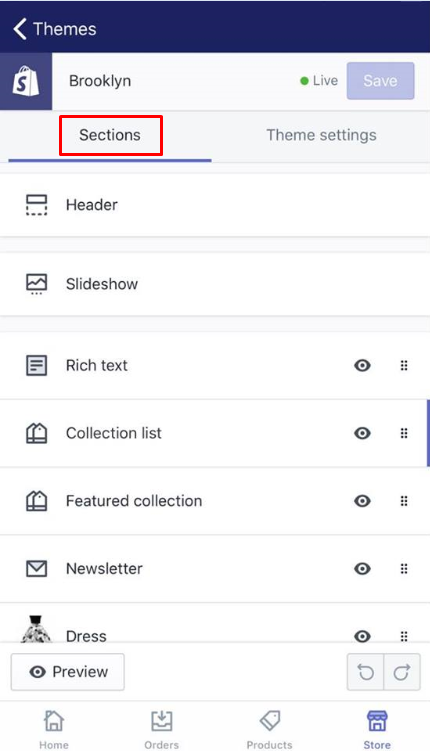 Themes
Brooklyn Live Save
Sections Theme settings
Header
Slideshow
Rich text
Collection list
Featured collection
Newsletter
Dress
Preview
Home Orders Products Store